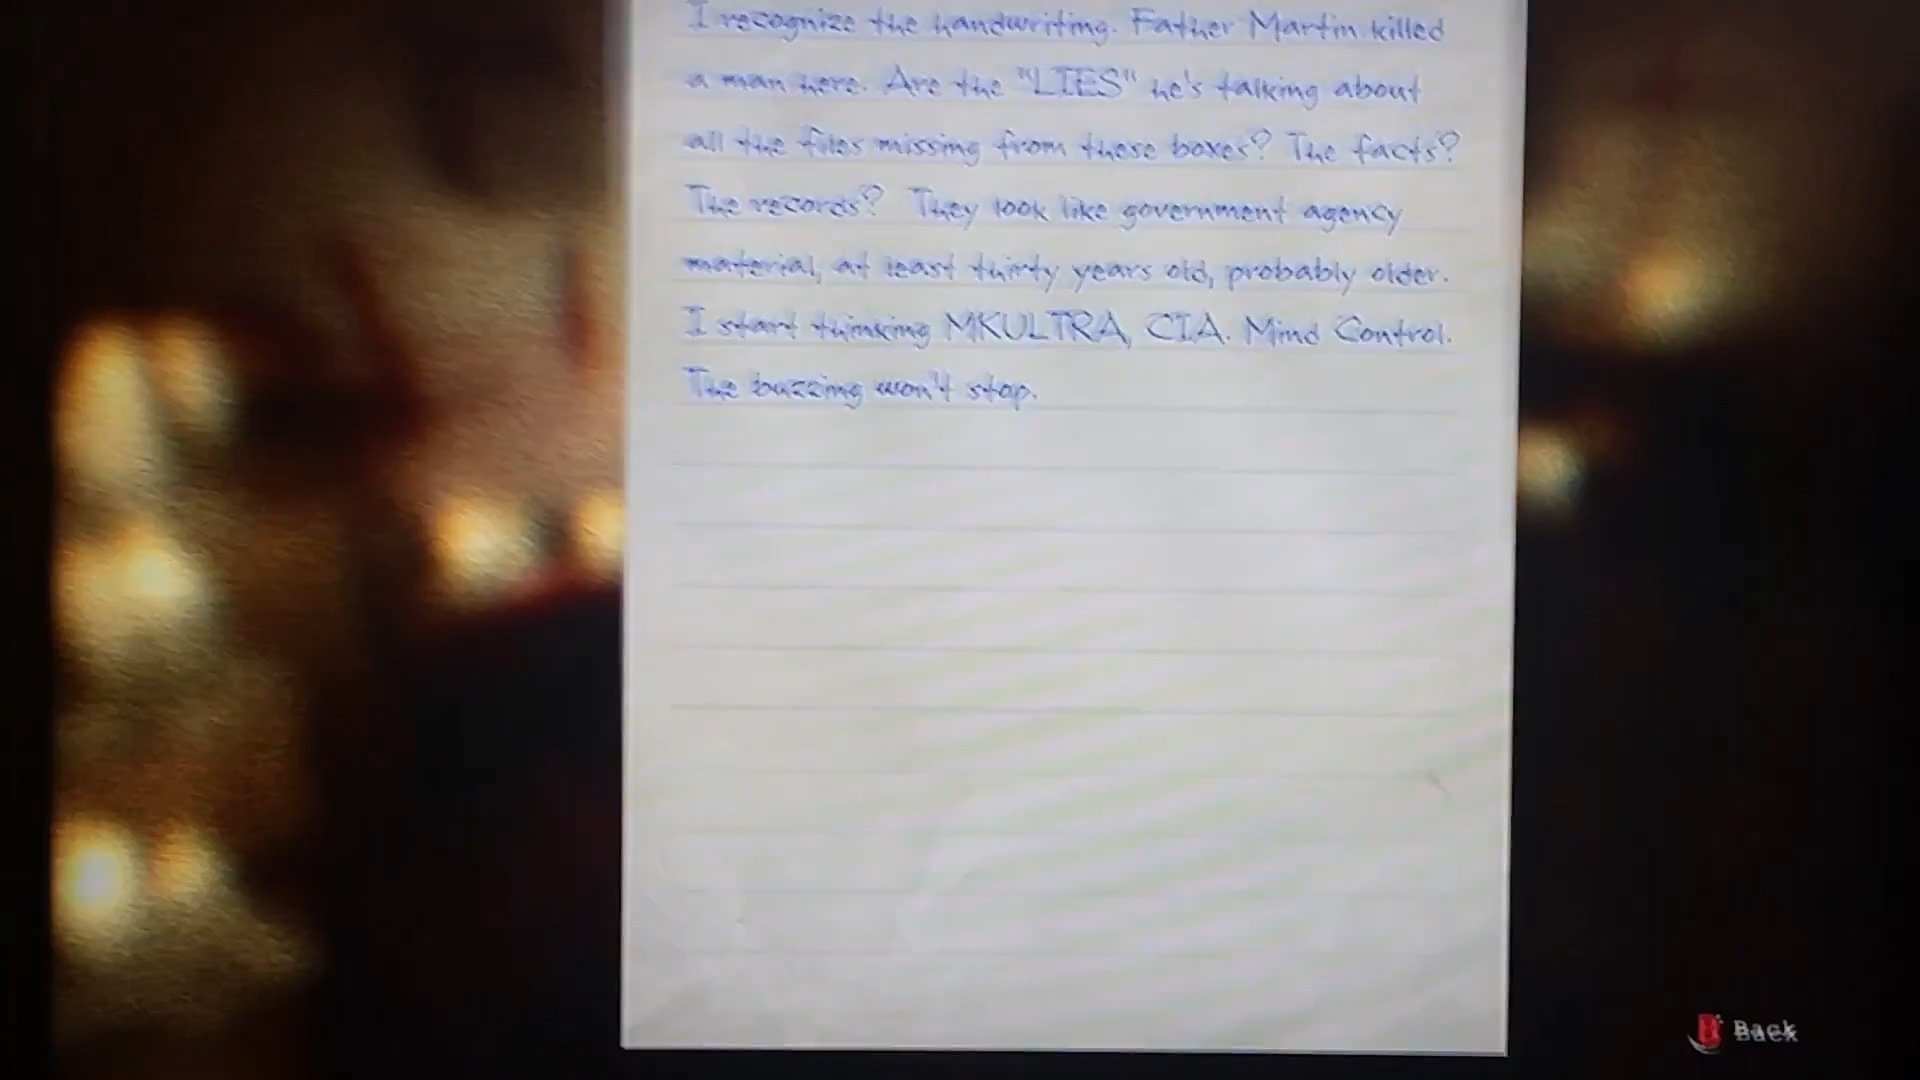 I recognize the handwriting. Father Martin killed
a man here. Are the "LIES" he's talking about
all the files missing from these boxes? The facts?
The records? They look like government agency
material, at least thirty years old, probably older.
I start thinking MKULTRA, CIA. Mind Control.
The buzzing won't stop.
Back